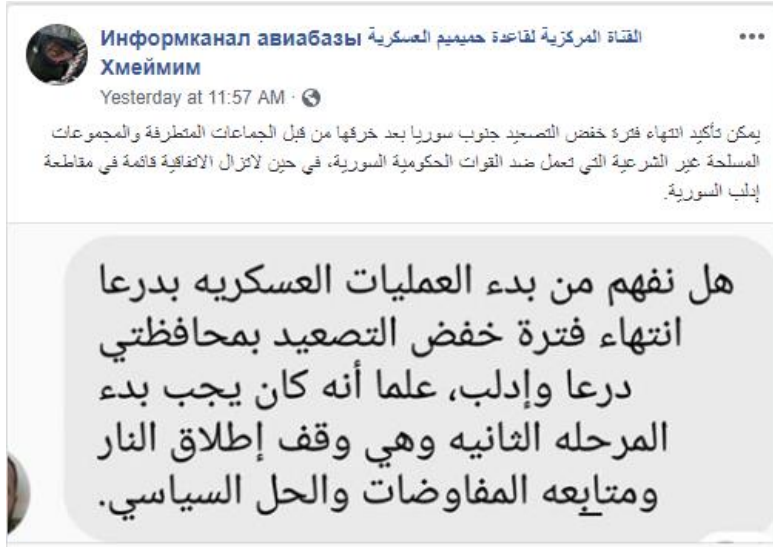 Информканал авиабазы القناة المركزية لقاعدة حميميم العسكرية
Хмеймим
Yesterday at 11:57 AM ·
يمكن تأكيد انتهاء فترة خفض التصعيد جنوب سوريا بعد خرقها من قبل الجماعات المتطرفة والمجموعات
المسلحة غير الشرعية التي تعمل ضد القوات الحكومية السورية، في حين لاتزال الاتفاقية قائمة في مقاطعة
إدلب السورية.
هل نفهم من بدء العمليات العسكريه بدرعا
انتهاء فترة خفض التصعيد بمحافظتي
درعا وإدلب، علما أنه كان يجب بدء
المرحله الثانيه وهي وقف إطلاق النار
ومتابعه المفاوضات والحل السياسي.